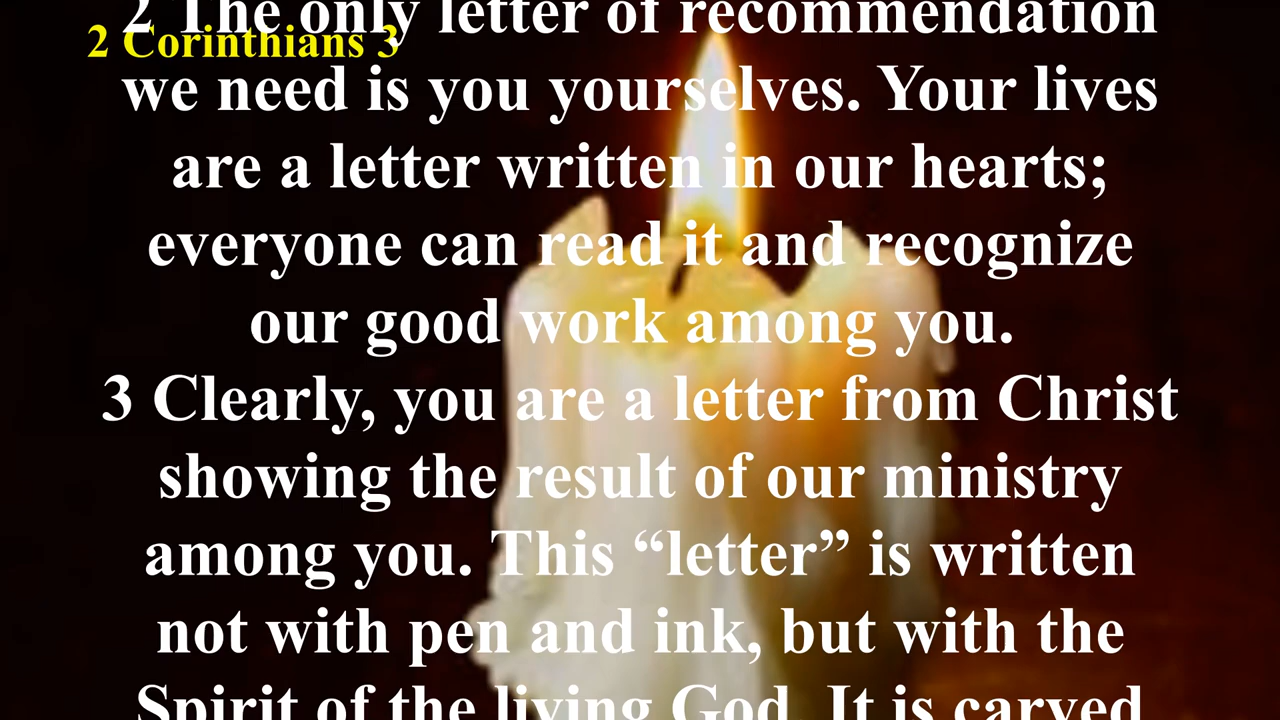 2 The only letter of recommendation
2 Corinthians 3
we need is you yourselves. Your lives
are a letter written in our hearts;
everyone can read it and recognize
our good work among you.
3 Clearly, you are a letter from Christ
showing the result of our ministry
among you. This “letter” is written
not with pen and ink, but with the
Spirit of the living God. It is carved